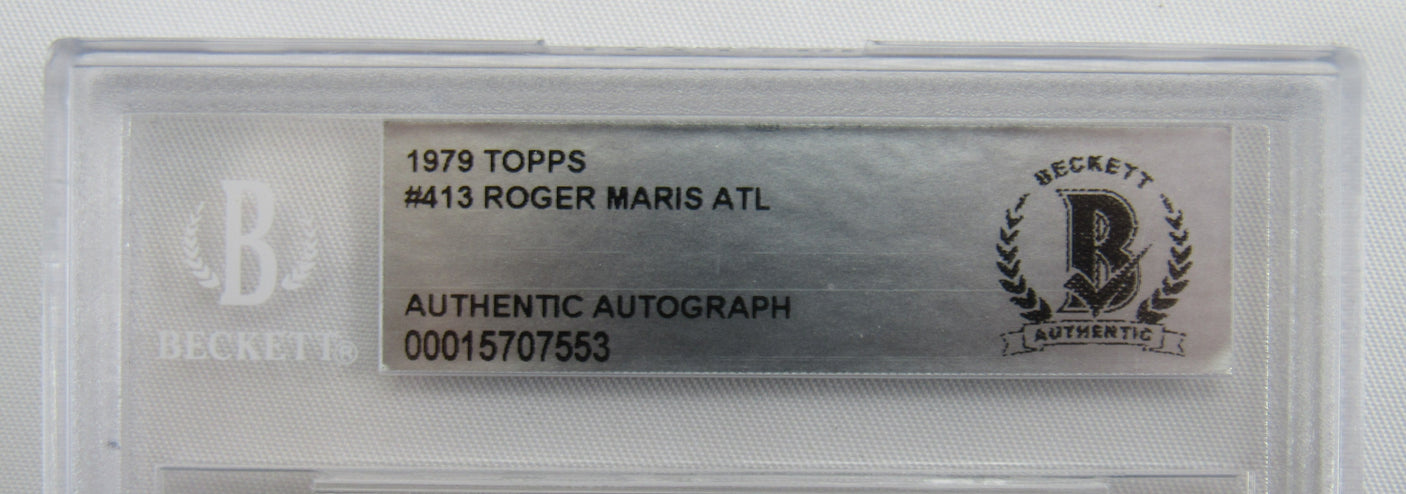 1979 TOPPS
#413 ROGER MARIS ATL
AUTHENTIC AUTOGRAPH
00015707553
B
BECKETT®
BECKETT
B
AUTHENTIC